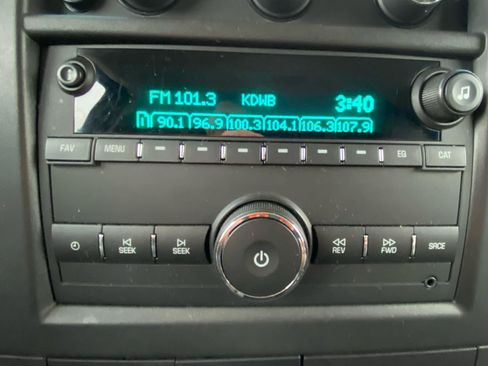 FM 101.3 KDWB 3:40
1 90.1 96.9 100.3 104.1 106.3 107.9
FAV MENU EQ CAT
SEEK SEEK REV FWD SRCE